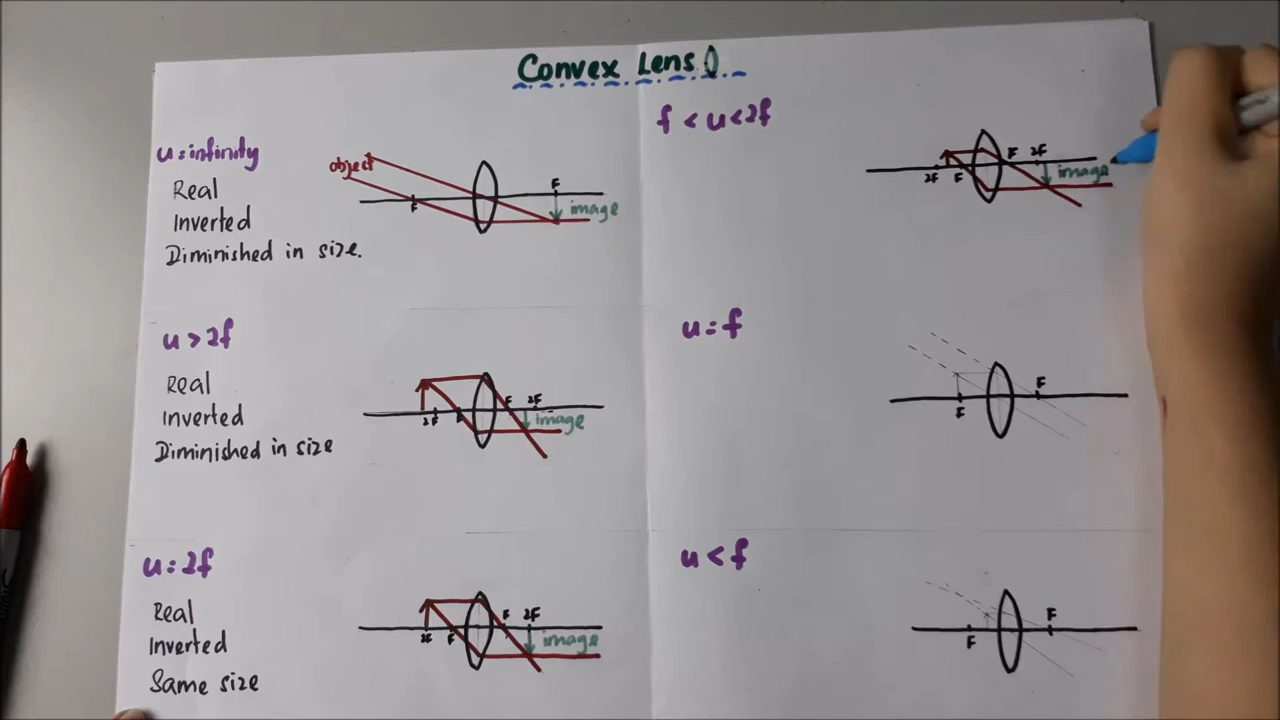 Convex Lens
u = infinity
Real
Inverted
Diminished in size.
object
F
F
image
u > 2f
Real
Inverted
Diminished in size
2F
F
F
2F
image
u = 2f
Real
Inverted
Same size
2F
F
F
2F
image
f < u < 2f
2F
F
F
2F
image
u = f
F
F
u < f
F
F